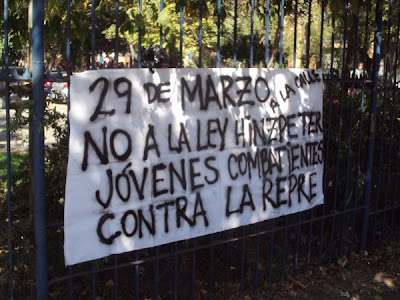 29 DE MARZO A LA CALLE
NO A LA LEY HINZPETER
JÓVENES COMBATIENTES
CONTRA LA REPRE